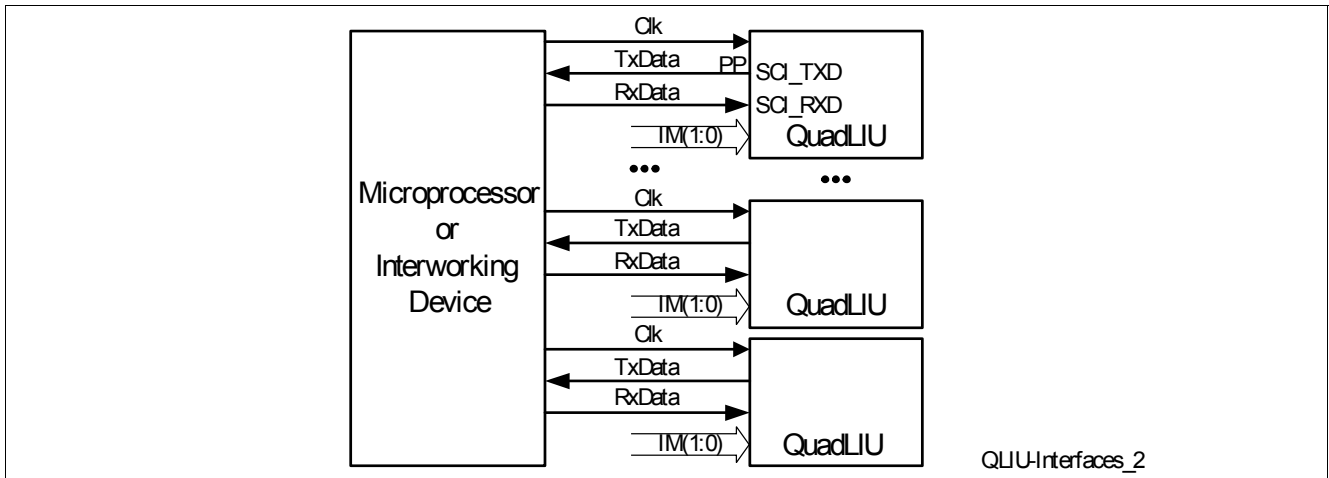 Clk
TxData
PP
SCI_TXD
RxData
SCI_RXD
IM(1:0)
QuadLIU
•••
•••
Microprocessor
or
Interworking
Device
Clk
TxData
RxData
IM(1:0)
QuadLIU
Clk
TxData
RxData
IM(1:0)
QuadLIU
QLIU-Interfaces_2